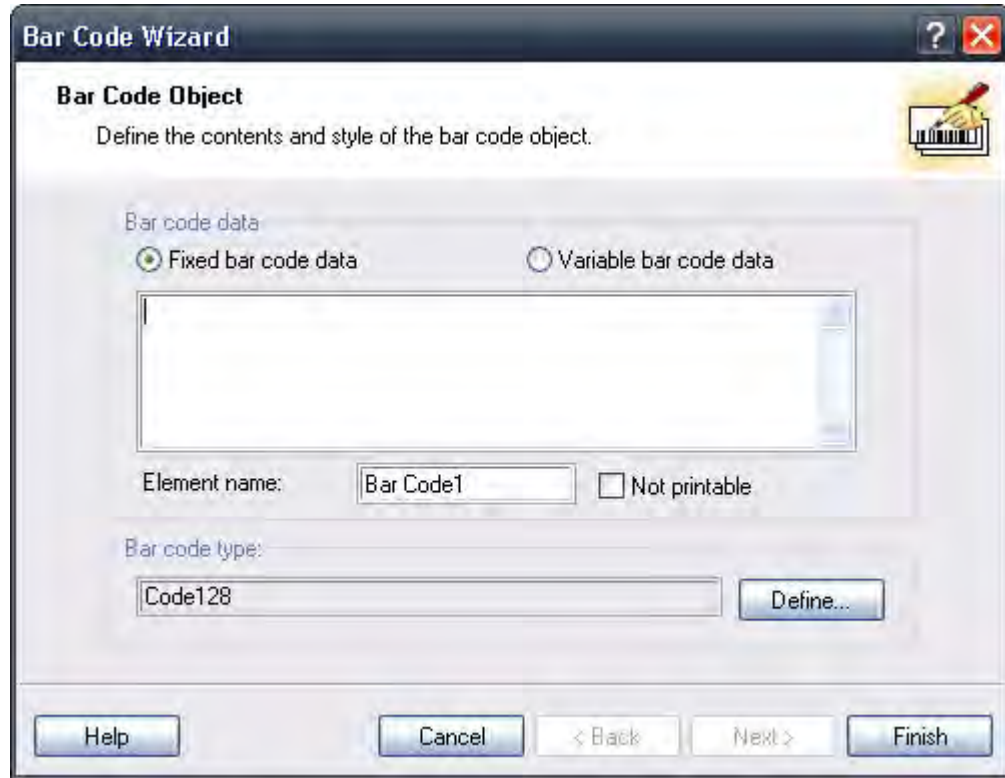 Bar Code Wizard
?
Bar Code Object
Define the contents and style of the bar code object.
Bar code data
Fixed bar code data Variable bar code data
Element name: Bar Code1 Not printable
Bar code type:
Code128 Define...
Help Cancel < Back Next > Finish